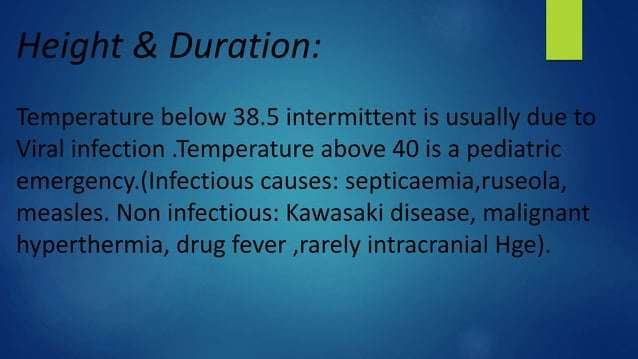 Height & Duration:
Temperature below 38.5 intermittent is usually due to
Viral infection .Temperature above 40 is a pediatric
emergency.(Infectious causes: septicaemia,ruseola,
measles. Non infectious: Kawasaki disease, malignant
hyperthermia, drug fever ,rarely intracranial Hge).